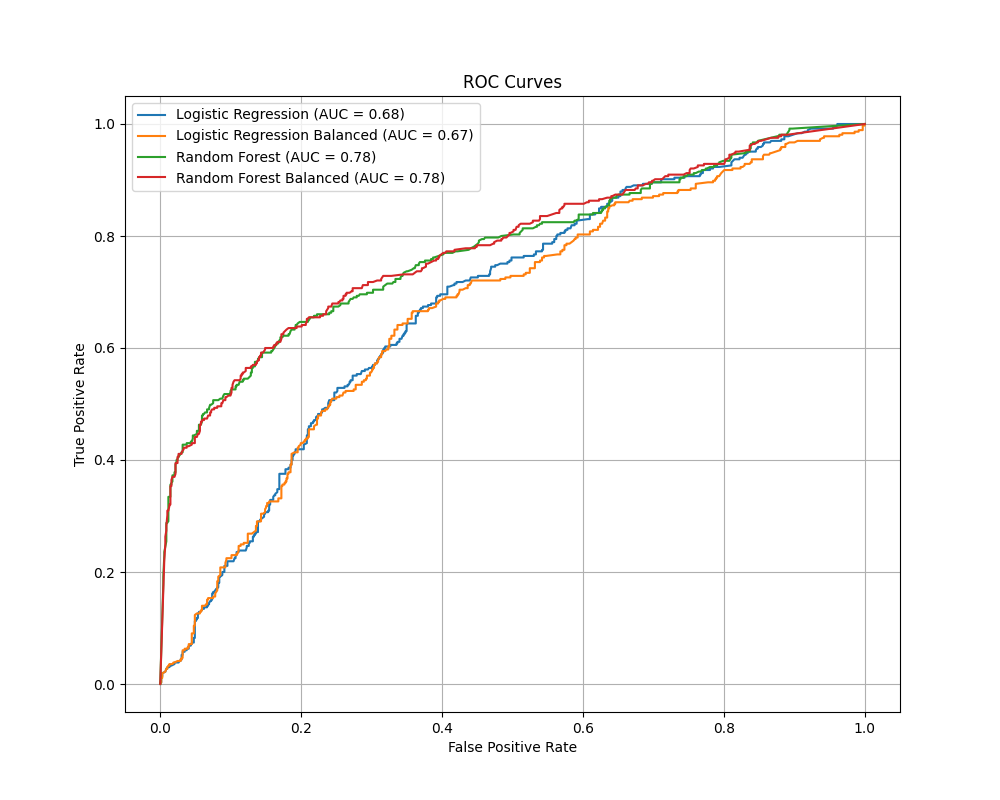 ROC Curves
Logistic Regression (AUC = 0.68)
Logistic Regression Balanced (AUC = 0.67)
Random Forest (AUC = 0.78)
Random Forest Balanced (AUC = 0.78)
1.0
0.8
0.6
0.4
0.2
0.0
True Positive Rate
0.0 0.2 0.4 0.6 0.8 1.0
False Positive Rate